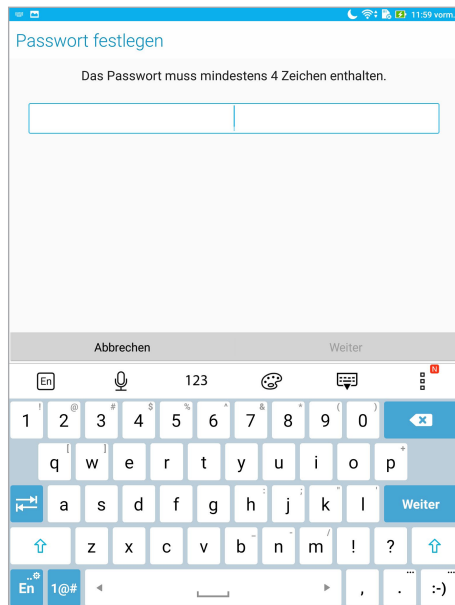 11:59 vorm.
Passwort festlegen
Das Passwort muss mindestens 4 Zeichen enthalten.
Abbrechen Weiter
En 123 N
! @ # $ % ^ & * ( )
1 2 3 4 5 6 7 8 9 0
[ ] +
q w e r t y u i o p
: ; " '
a s d f g h j k l Weiter
_ - /
z x c v b n m ! ?
En 1@# , . :-)